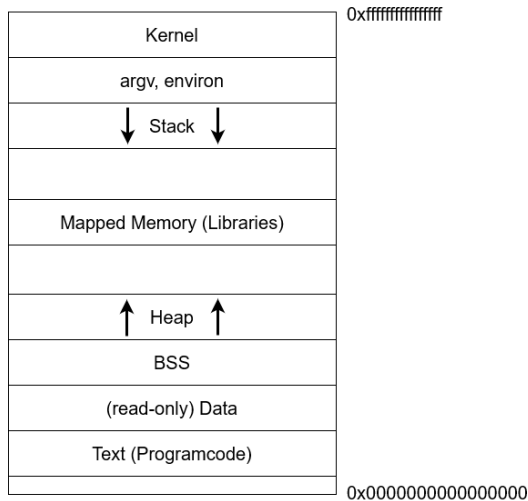 0xffffffffffffffff
Kernel
argv, environ
Stack
Mapped Memory (Libraries)
Heap
BSS
(read-only) Data
Text (Programcode)
0x0000000000000000